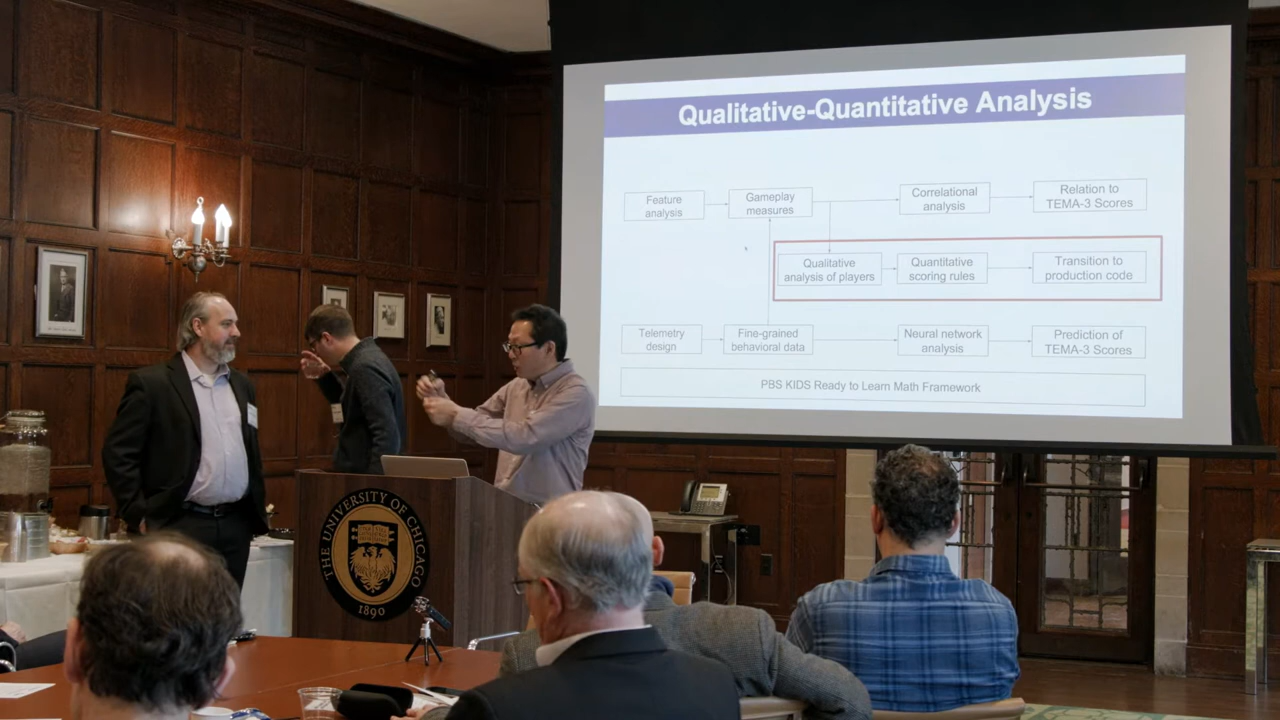 Qualitative-Quantitative Analysis
Feature
analysis
Gameplay
measures
Correlational
analysis
Relation to
TEMA-3 Scores
Qualitative
analysis of players
Quantitative
scoring rules
Transition to
production code
Telemetry
design
Fine-grained
behavioral data
Neural network
analysis
Prediction of
TEMA-3 Scores
PBS KIDS Ready to Learn Math Framework
THE UNIVERSITY OF CHICAGO
1890